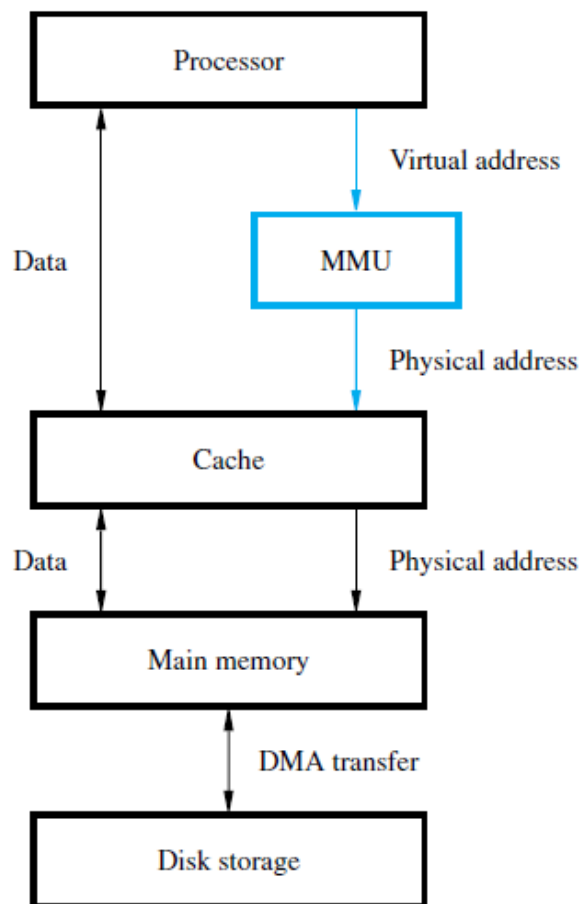 Processor
Virtual address
Data
MMU
Physical address
Cache
Data
Physical address
Main memory
DMA transfer
Disk storage